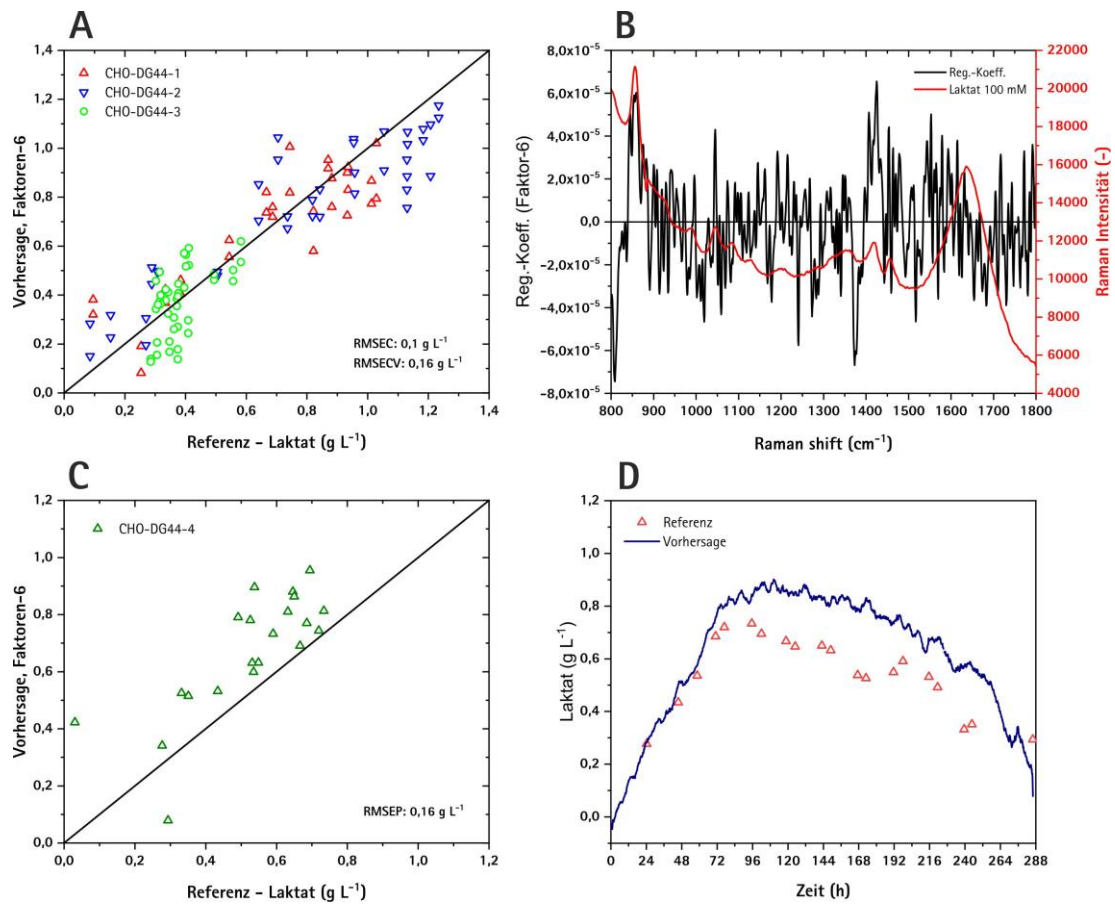 A
Vorhersage, Faktoren-6
1,4
1,2
1,0
0,8
0,6
0,4
0,2
0,0
CHO-DG44-1
CHO-DG44-2
CHO-DG44-3
RMSEC: 0,1 g L⁻¹
RMSECV: 0,16 g L⁻¹
0,0 0,2 0,4 0,6 0,8 1,0 1,2 1,4
Referenz – Laktat (g L⁻¹)
B
Reg.-Koeff. (Faktor-6)
8,0x10⁻⁵
6,0x10⁻⁵
4,0x10⁻⁵
2,0x10⁻⁵
0,0
-2,0x10⁻⁵
-4,0x10⁻⁵
-6,0x10⁻⁵
-8,0x10⁻⁵
Reg.-Koeff.
Laktat 100 mM
22000
20000
18000
16000
14000
12000
10000
8000
6000
4000
Raman Intensität (-)
800 900 1000 1100 1200 1300 1400 1500 1600 1700 1800
Raman shift (cm⁻¹)
C
Vorhersage, Faktoren-6
1,2
1,0
0,8
0,6
0,4
0,2
0,0
CHO-DG44-4
RMSEP: 0,16 g L⁻¹
0,0 0,2 0,4 0,6 0,8 1,0 1,2
Referenz – Laktat (g L⁻¹)
D
Laktat (g L⁻¹)
1,2
1,0
0,8
0,6
0,4
0,2
0,0
Referenz
Vorhersage
0 24 48 72 96 120 144 168 192 216 240 264 288
Zeit (h)